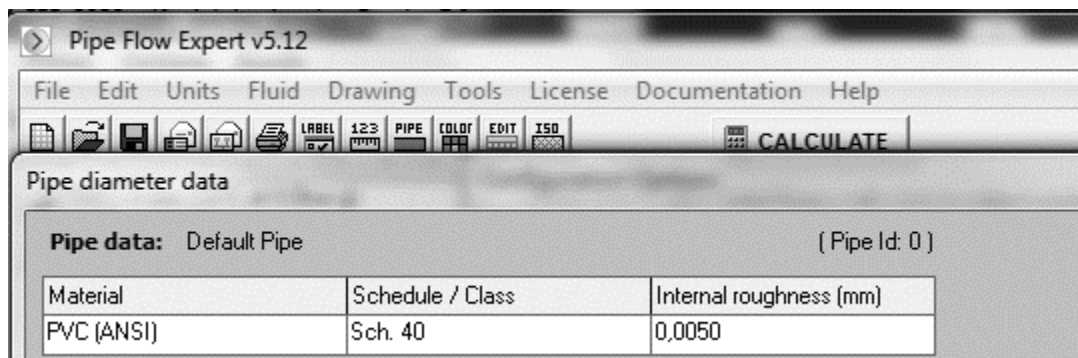 Pipe Flow Expert v5.12
File Edit Units Fluid Drawing Tools License Documentation Help
LABEL 123 PIPE COLOR EDIT ISO CALCULATE
Pipe diameter data
Pipe data: Default Pipe ( Pipe Id: 0 )
Material Schedule / Class Internal roughness (mm)
PVC (ANSI) Sch. 40 0,0050